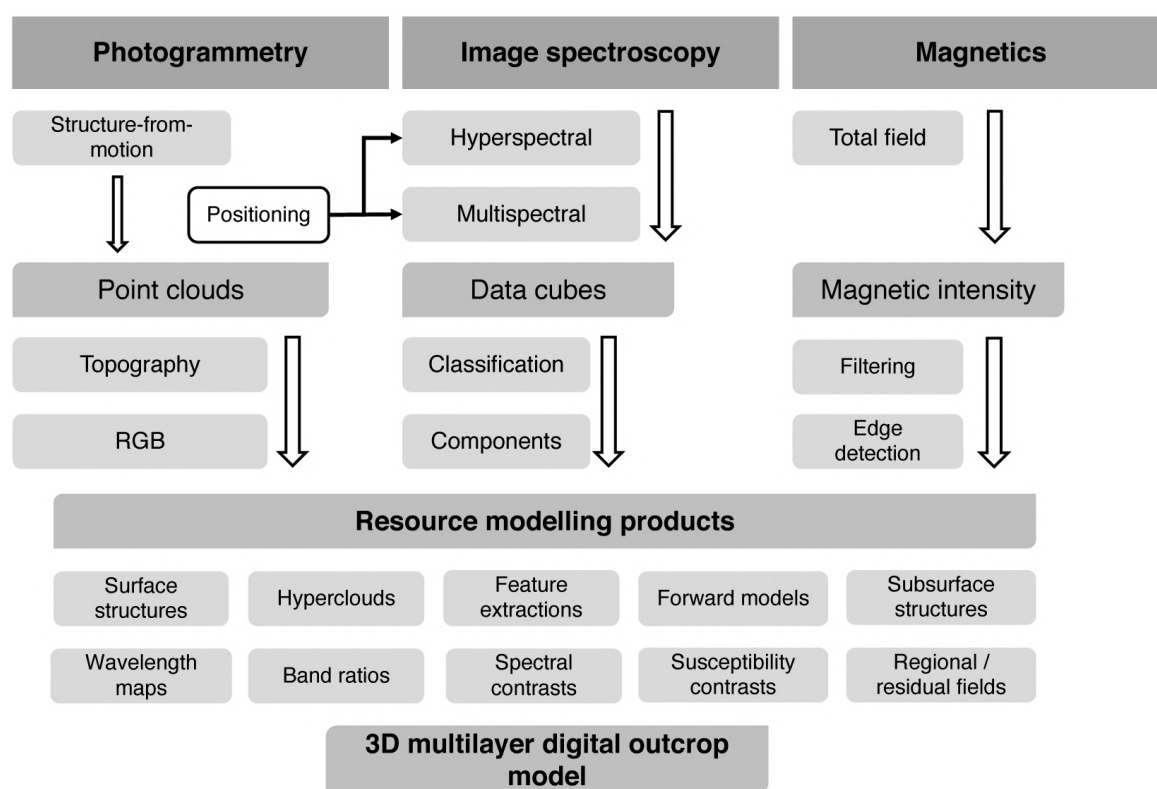 Photogrammetry
Image spectroscopy
Magnetics
Structure-from-
motion
Positioning
Hyperspectral
Multispectral
Total field
Point clouds
Data cubes
Magnetic intensity
Topography
RGB
Classification
Components
Filtering
Edge
detection
Resource modelling products
Surface
structures
Hyperclouds
Feature
extractions
Forward models
Subsurface
structures
Wavelength
maps
Band ratios
Spectral
contrasts
Susceptibility
contrasts
Regional /
residual fields
3D multilayer digital outcrop
model